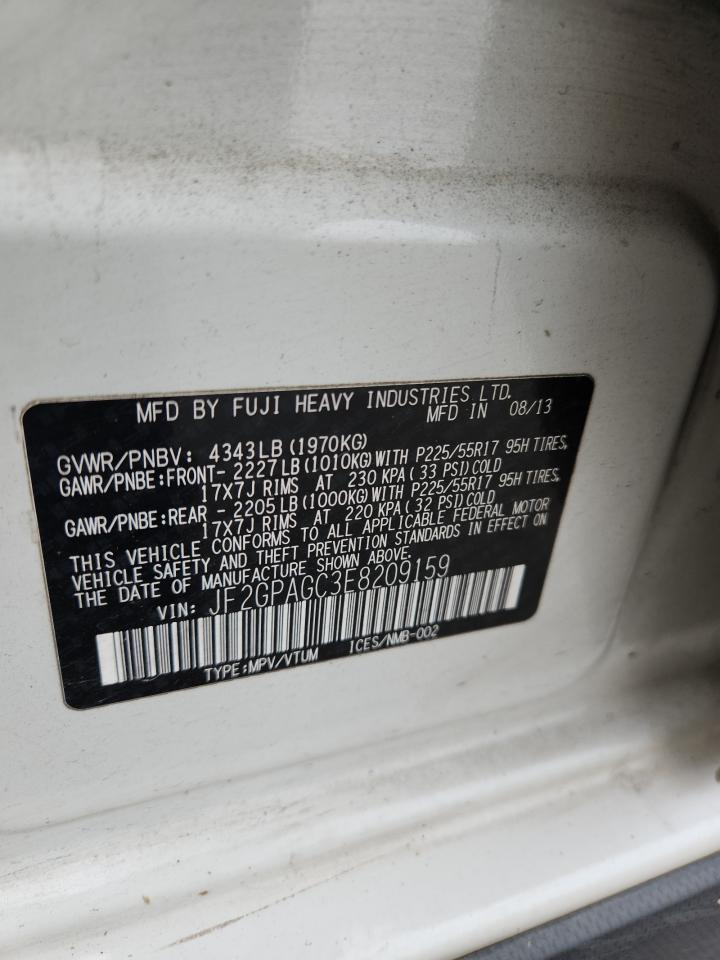 MFD BY FUJI HEAVY INDUSTRIES LTD.
MFD IN 08/13
GVWR/PNBV: 4343LB (1970KG)
GAWR/PNBE:FRONT- 2227LB (1010KG)WITH P225/55R17 95H TIRES,
17X7J RIMS AT 230 KPA( 33 PSI)COLD
GAWR/PNBE:REAR - 2205LB (1000KG)WITH P225/55R17 95H TIRES,
17X7J RIMS AT 220 KPA( 32 PSI)COLD
THIS VEHICLE CONFORMS TO ALL APPLICABLE FEDERAL MOTOR
VEHICLE SAFETY AND THEFT PREVENTION STANDARDS IN EFFECT ON
THE DATE OF MANUFACTURE SHOWN ABOVE.
VIN: JF2GPAGC3E8209159
TYPE:MPV/VTUM ICES/NMB-002